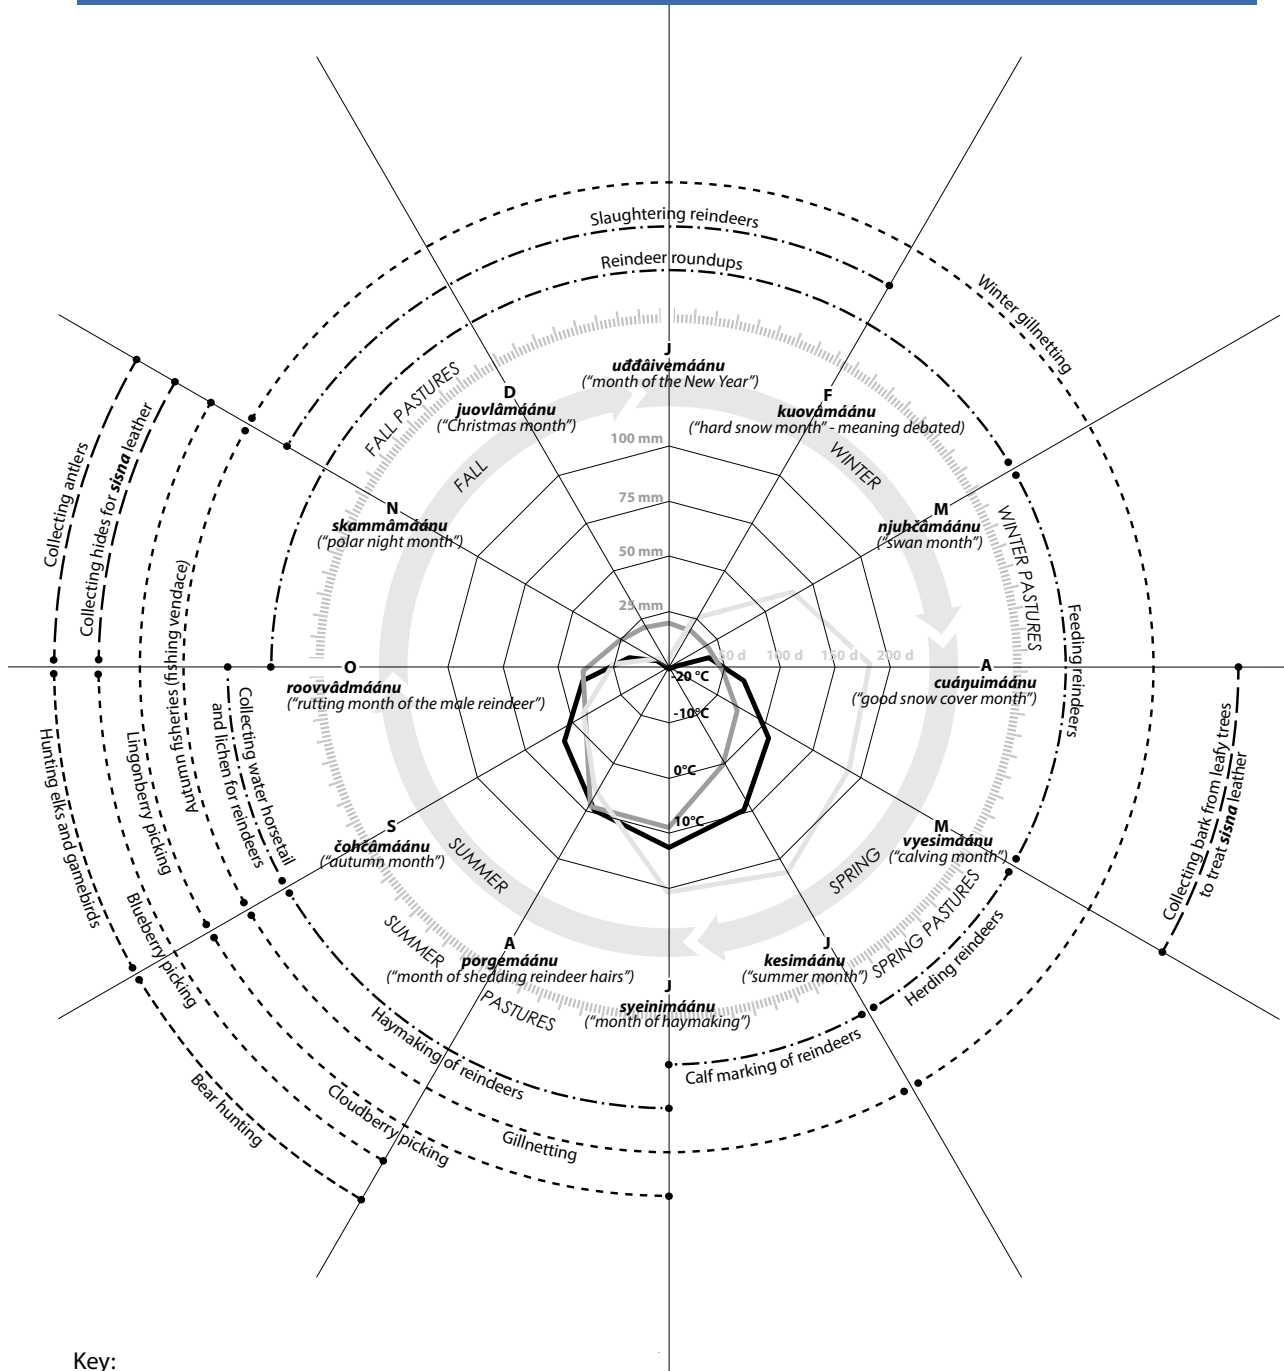 Slaughtering reindeers
Reindeer roundups
Winter gillnetting
J
uđđâivemáánu
("month of the New Year")
F
kuovâmáánu
("hard snow month" - meaning debated)
WINTER
M
njuhčâmáánu
("swan month")
WINTER PASTURES
Feeding reindeers
A
cuáŋuimáánu
("good snow cover month")
Collecting bark from leafy trees
to treat sisna leather
M
vyesimáánu
("calving month")
SPRING
SPRING PASTURES
Herding reindeers
J
kesimáánu
("summer month")
Calf marking of reindeers
J
syeinimáánu
("month of haymaking")
A
porgemáánu
("month of shedding reindeer hairs")
SUMMER
SUMMER
PASTURES
Haymaking of reindeers
Gillnetting
Cloudberry picking
Bear hunting
S
čohčâmáánu
("autumn month")
Collecting water horsetail
and lichen for reindeers
Autumn fisheries (fishing vendace)
Lingonberry picking
Blueberry picking
Hunting elks and gamebirds
O
roovvâdmáánu
("rutting month of the male reindeer")
Collecting antlers
Collecting hides for sisna leather
N
skammâmáánu
("polar night month")
FALL
FALL PASTURES
D
juovlâmáánu
("Christmas month")
100 mm
75 mm
50 mm
25 mm
50 d 100 d 150 d 200 d
-20 °C
-10°C
0°C
10°C
Key: